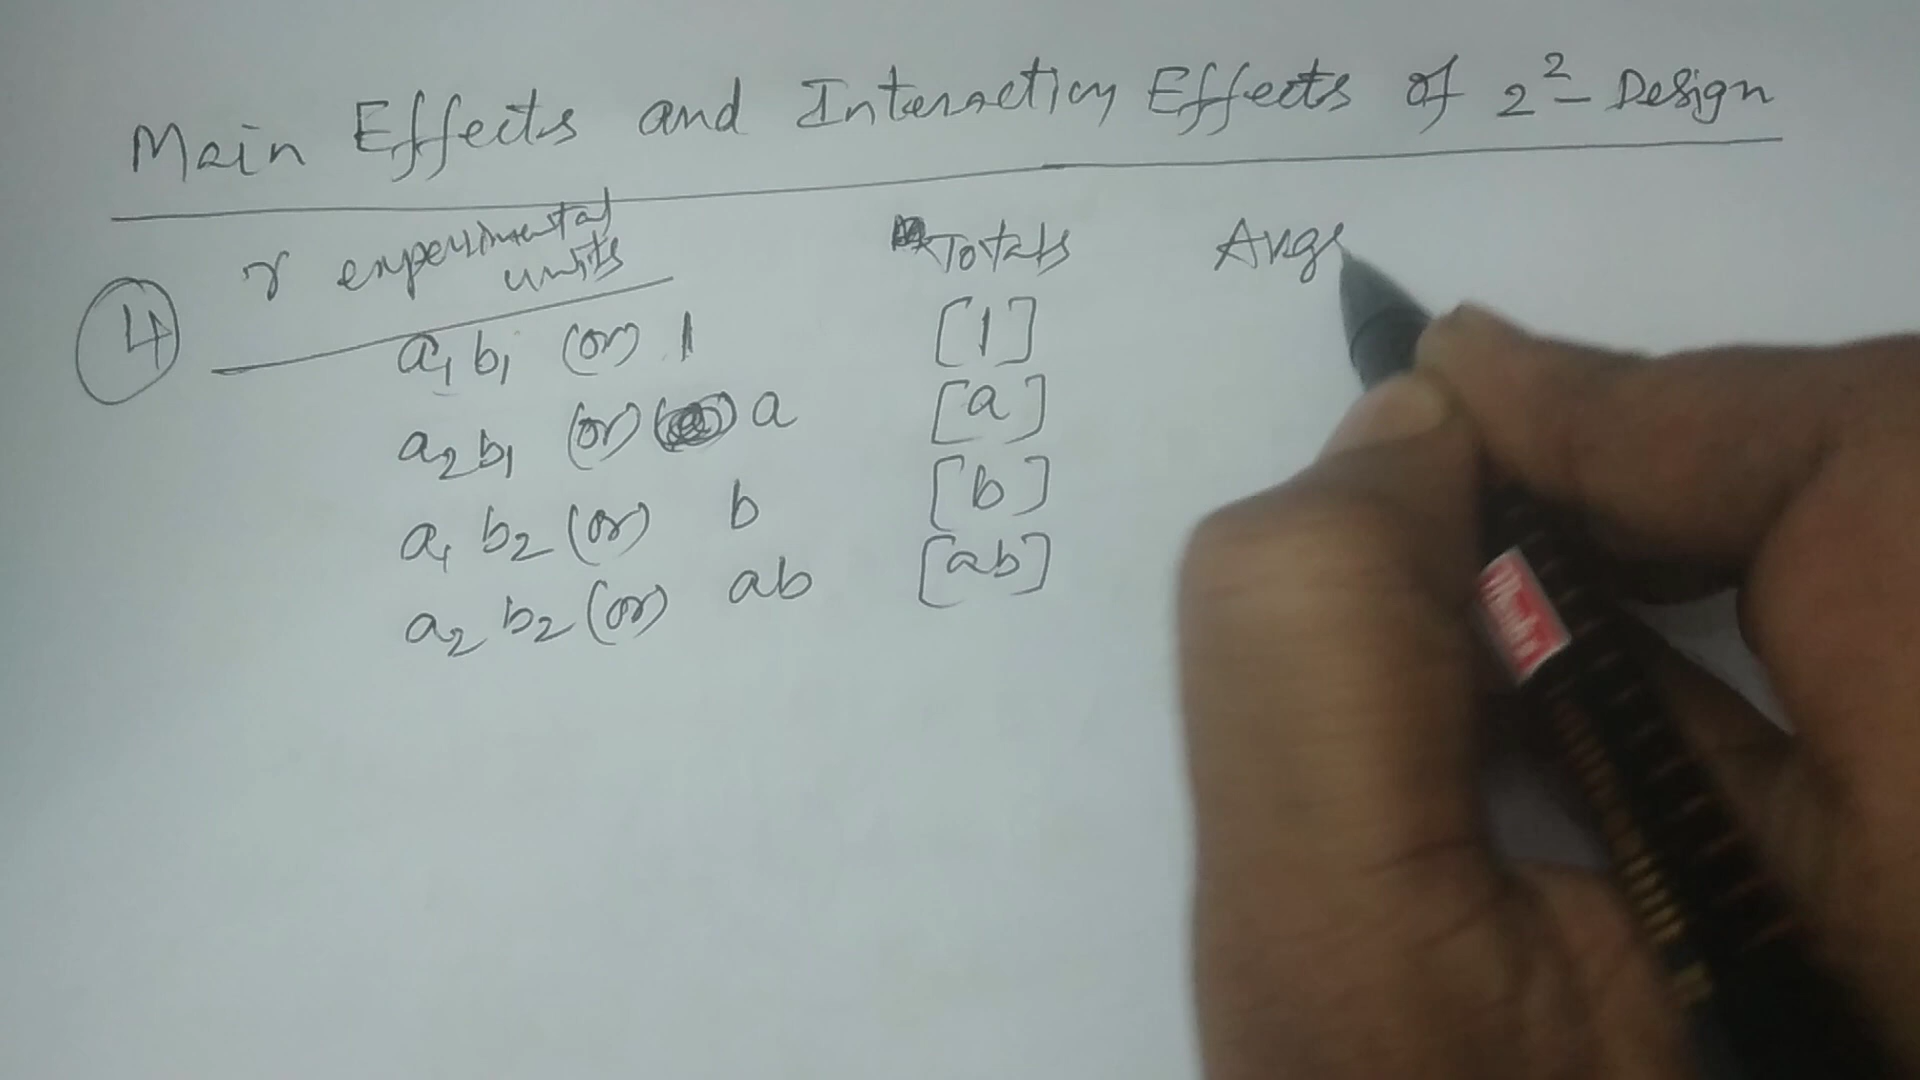 Main Effects and Interaction Effects of 2² - Design
r experimental units
Totals Avgs
4
a1 b1 (or) 1 [1]
a2 b1 (or) a [a]
a1 b2 (or) b [b]
a2 b2 (or) ab [ab]